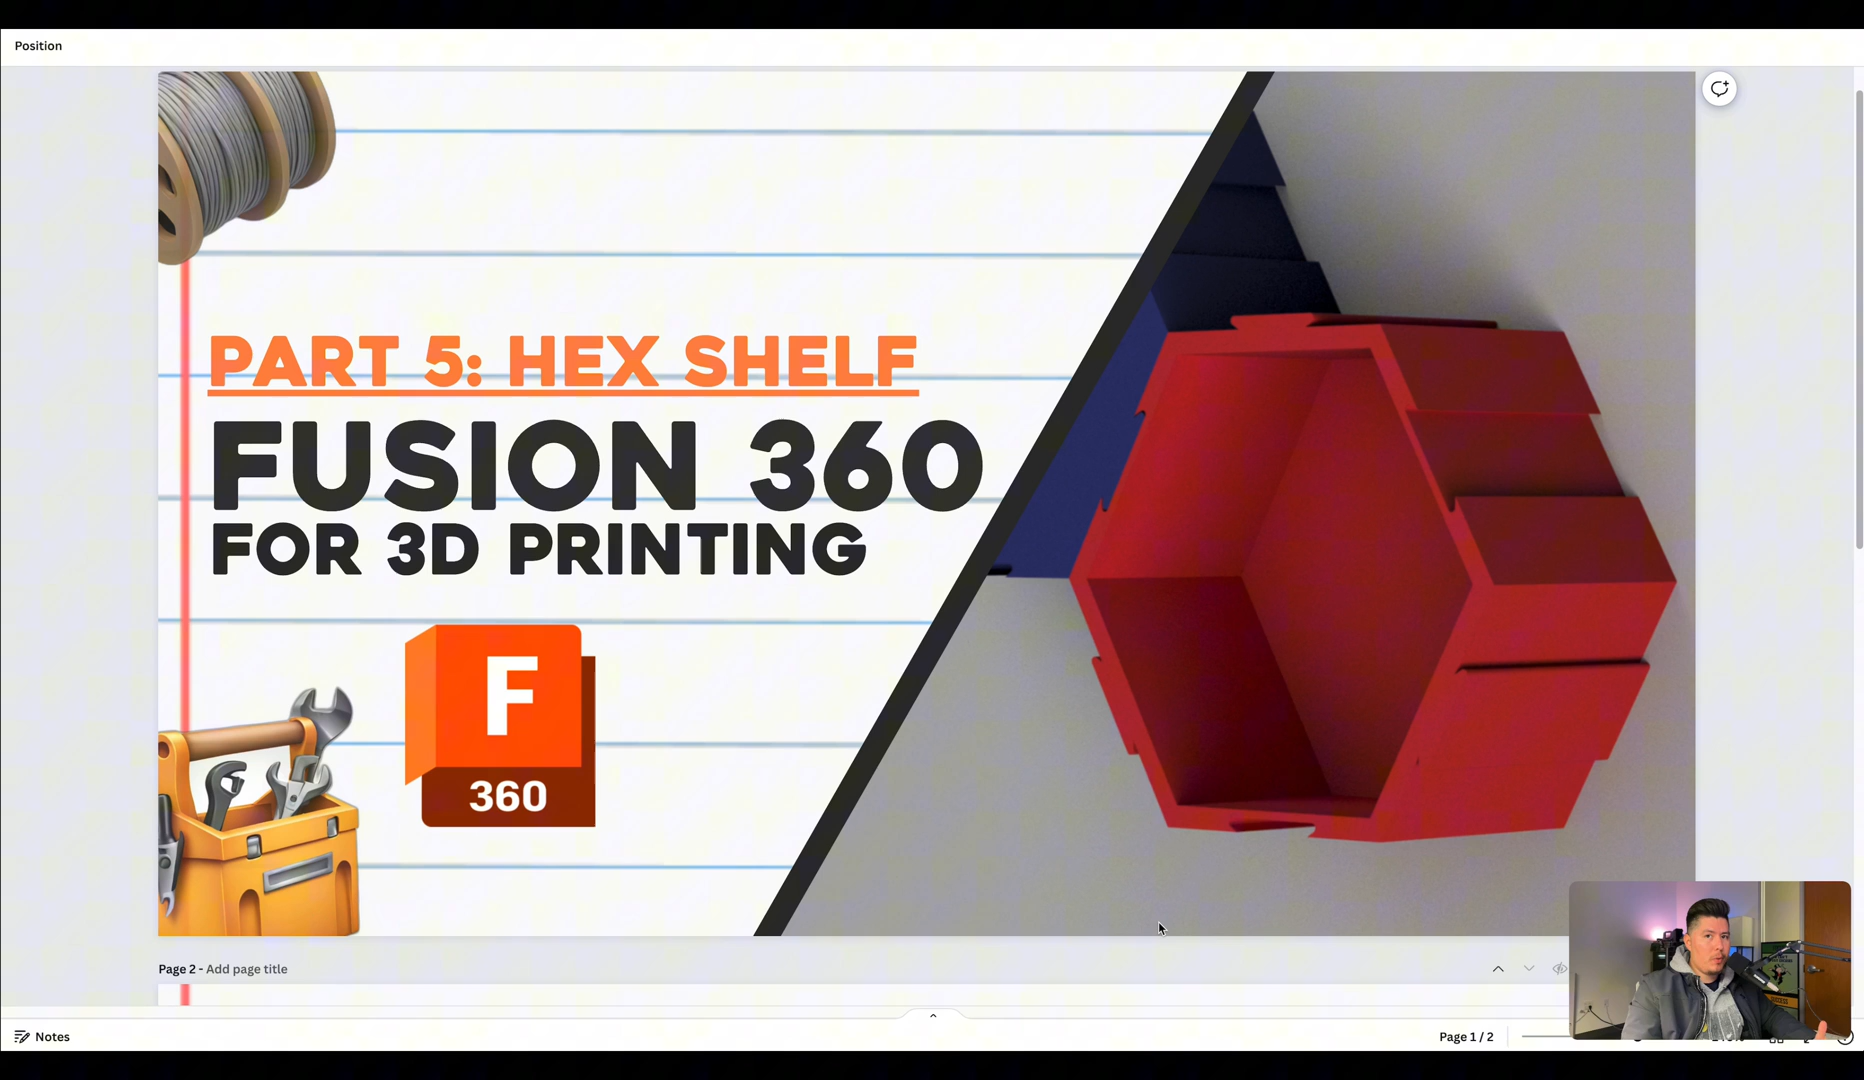 Position
PART 5: HEX SHELF
FUSION 360
FOR 3D PRINTING
F
360
Page 2 - Add page title
Notes
Page 1 / 2